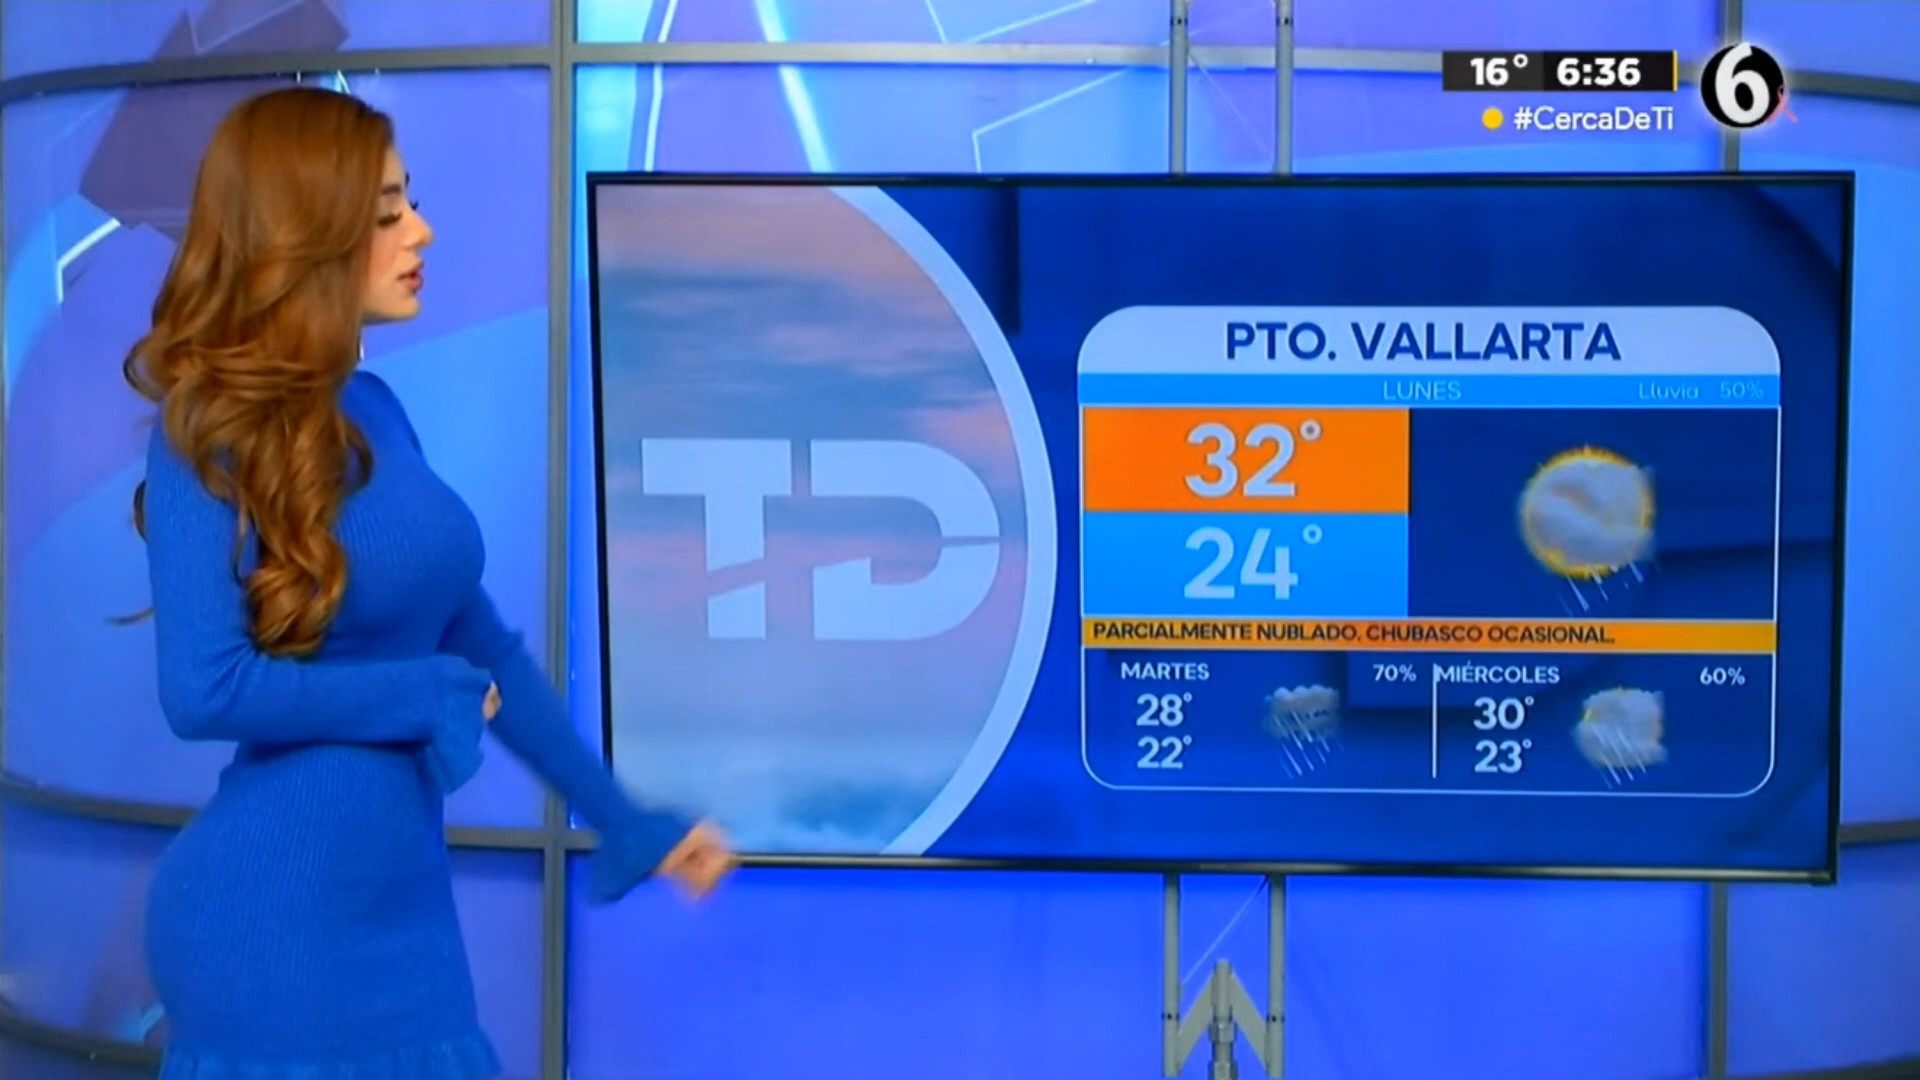 16° 6:36
#CercaDeTi
6
TD
PTO. VALLARTA
LUNES Lluvia 50%
32°
24°
PARCIALMENTE NUBLADO, CHUBASCO OCASIONAL.
MARTES 70%
28°
22°
MIÉRCOLES 60%
30°
23°